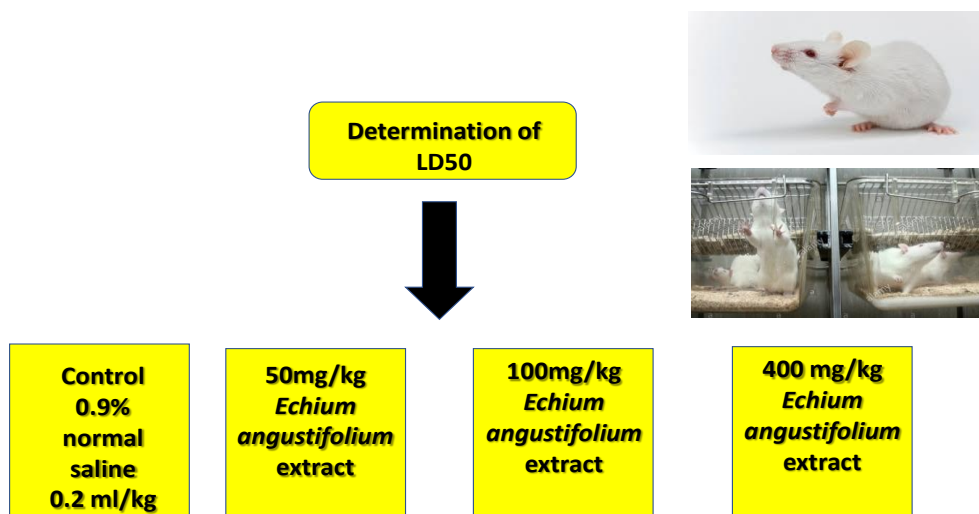 Determination of
LD50
Control
0.9%
normal
saline
0.2 ml/kg
50mg/kg
Echium
angustifolium
extract
100mg/kg
Echium
angustifolium
extract
400 mg/kg
Echium
angustifolium
extract